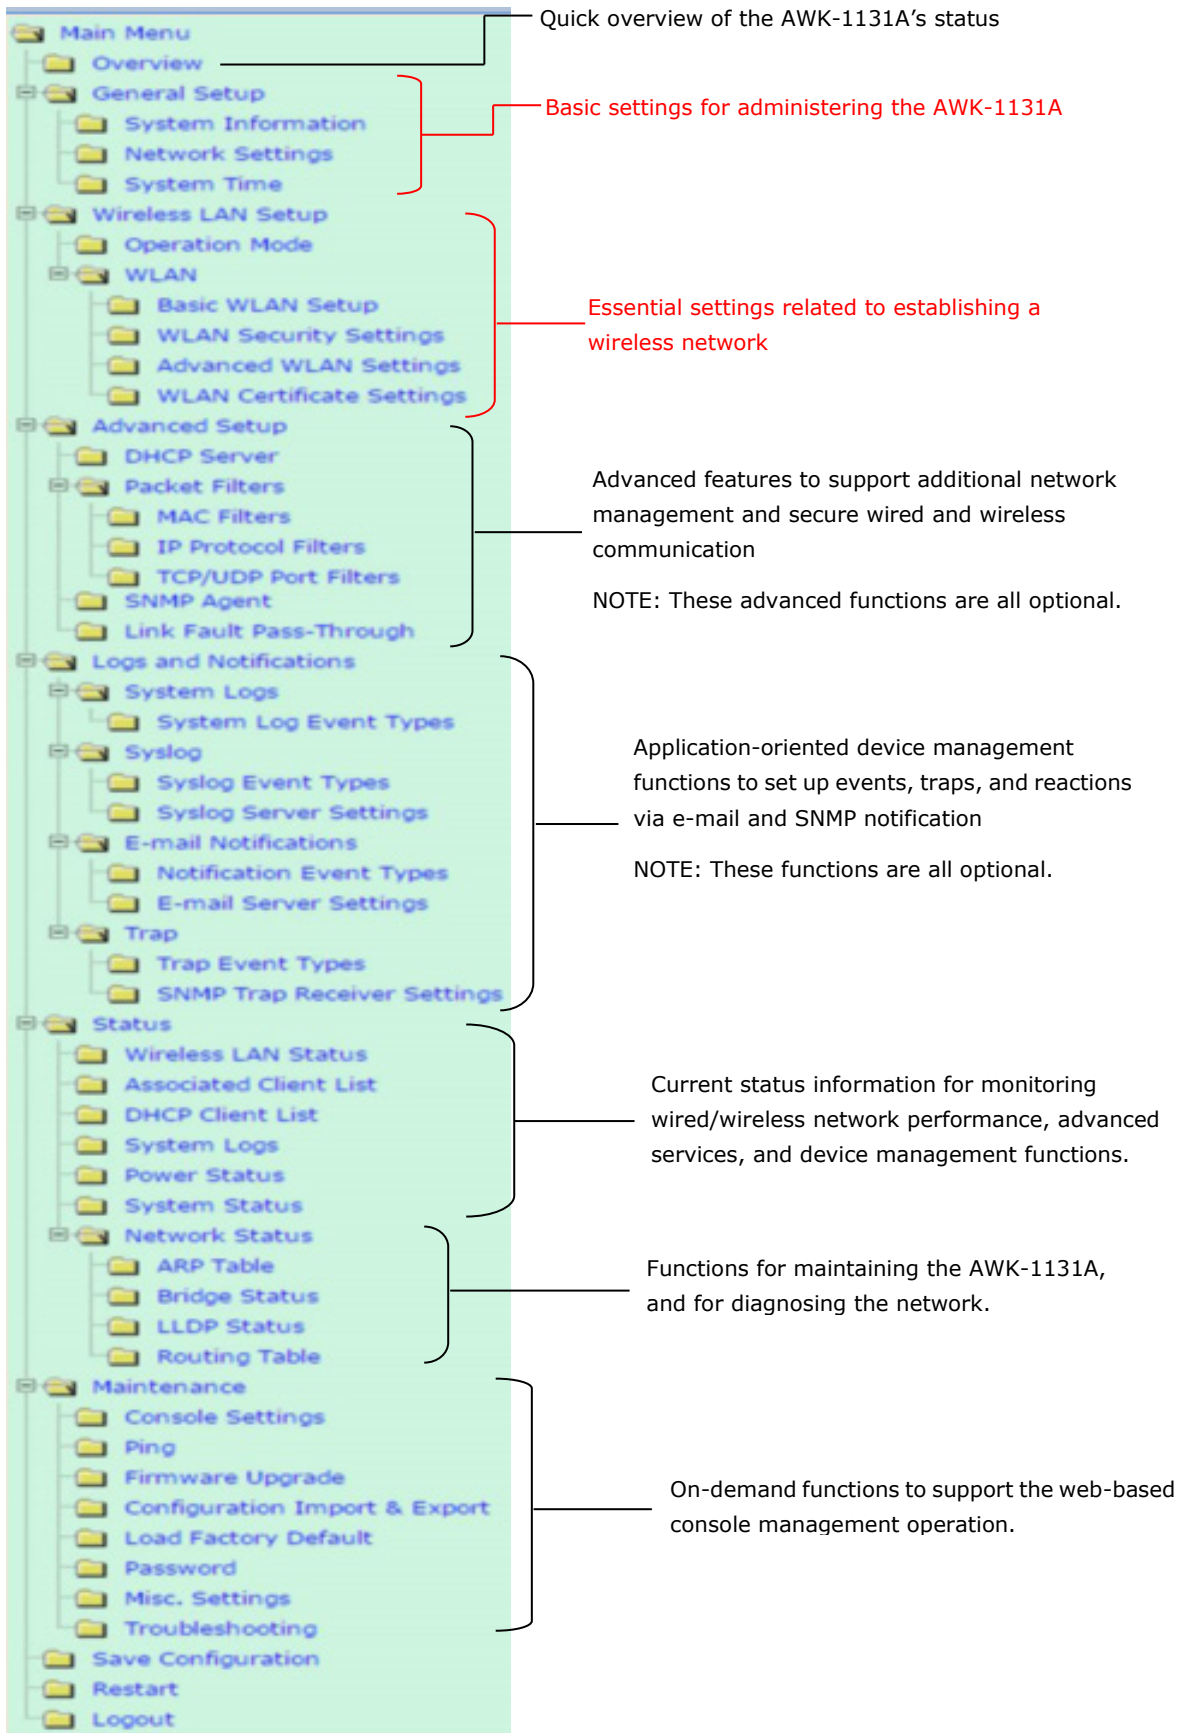 Main Menu
Overview
General Setup
System Information
Network Settings
System Time
Wireless LAN Setup
Operation Mode
WLAN
Basic WLAN Setup
WLAN Security Settings
Advanced WLAN Settings
WLAN Certificate Settings
Advanced Setup
DHCP Server
Packet Filters
MAC Filters
IP Protocol Filters
TCP/UDP Port Filters
SNMP Agent
Link Fault Pass-Through
Logs and Notifications
System Logs
System Log Event Types
Syslog
Syslog Event Types
Syslog Server Settings
E-mail Notifications
Notification Event Types
E-mail Server Settings
Trap
Trap Event Types
SNMP Trap Receiver Settings
Status
Wireless LAN Status
Associated Client List
DHCP Client List
System Logs
Power Status
System Status
Network Status
ARP Table
Bridge Status
LLDP Status
Routing Table
Maintenance
Console Settings
Ping
Firmware Upgrade
Configuration Import & Export
Load Factory Default
Password
Misc. Settings
Troubleshooting
Save Configuration
Restart
Logout
Quick overview of the AWK-1131A’s status
Basic settings for administering the AWK-1131A
Essential settings related to establishing a
wireless network
Advanced features to support additional network
management and secure wired and wireless
communication
NOTE: These advanced functions are all optional.
Application-oriented device management
functions to set up events, traps, and reactions
via e-mail and SNMP notification
NOTE: These functions are all optional.
Current status information for monitoring
wired/wireless network performance, advanced
services, and device management functions.
Functions for maintaining the AWK-1131A,
and for diagnosing the network.
On-demand functions to support the web-based
console management operation.